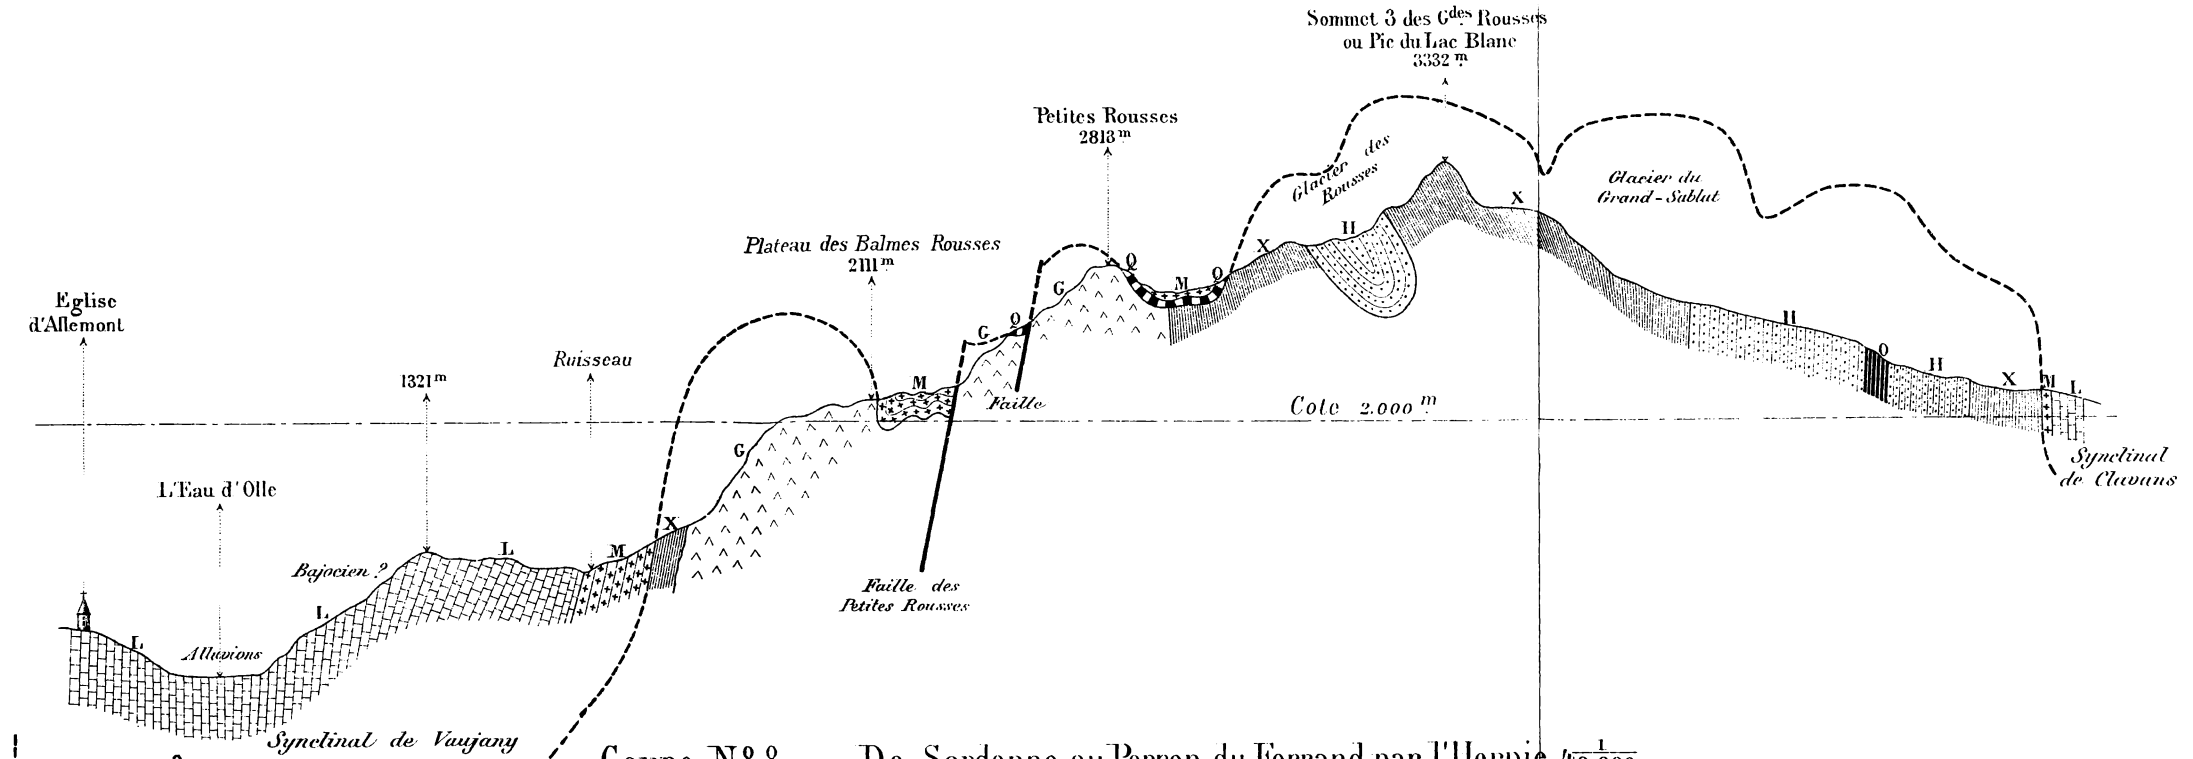 Sommet 3 des Gdes Rousses
ou Pic du Lac Blanc
3332 m
Petites Rousses
2813 m
Glacier des
Rousses
Glacier du
Grand-Sablat
Plateau des Balmes Rousses
2111 m
Eglise
d'Allemont
1321 m
Ruisseau
L'Eau d'Olle
X
H
X
Q
M
Q
G
G
Q
M
H
O
H
X
M
L
Faille
Cote 2.000 m
G
Synclinal
de Clavans
X
M
L
Bajocien ?
L
L
Alluvions
Faille des
Petites Rousses
Synclinal de Vaujany